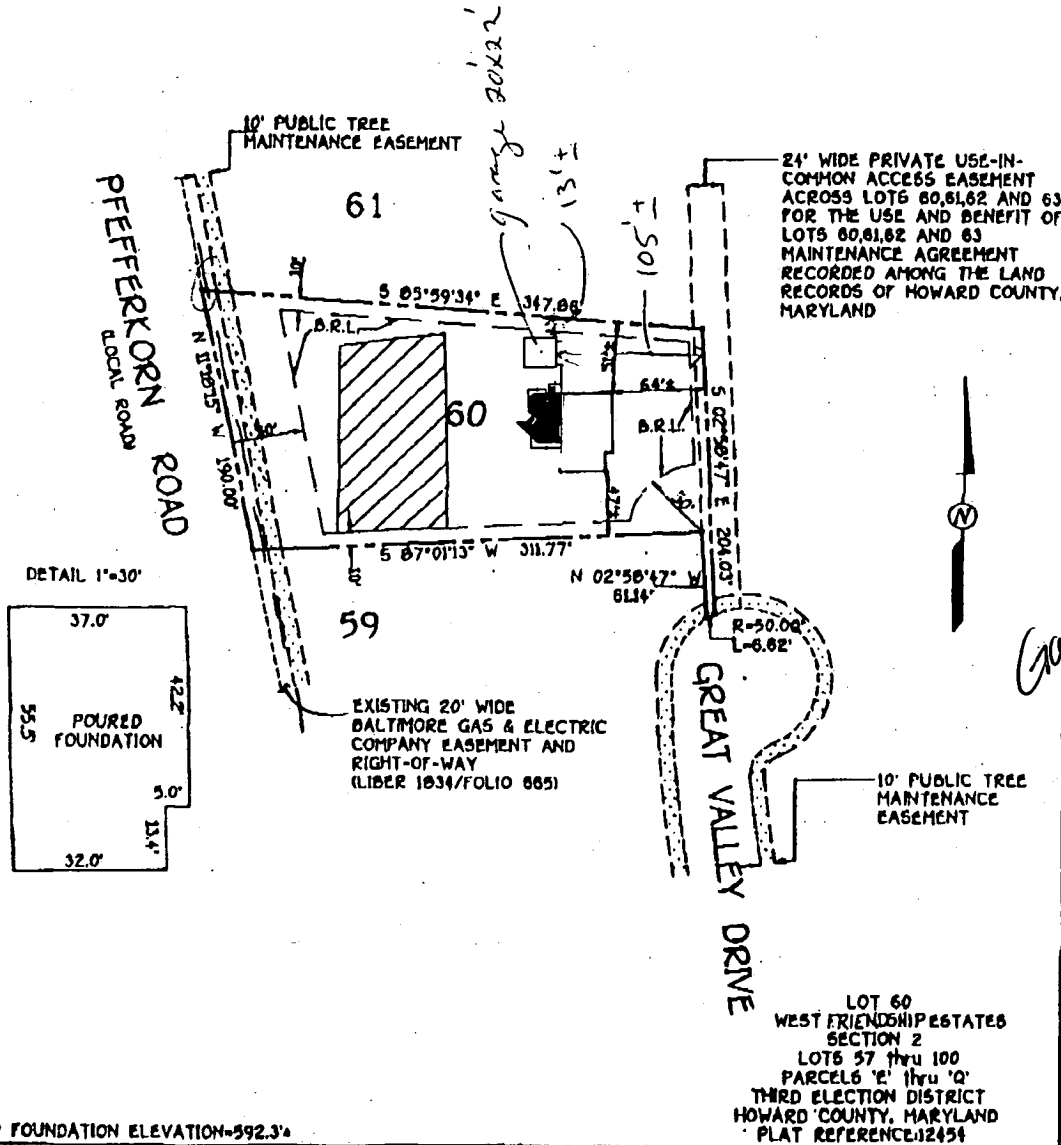 garage 20x22'
13' ±
105' ±
10' PUBLIC TREE
MAINTENANCE EASEMENT
61
24' WIDE PRIVATE USE-IN-
COMMON ACCESS EASEMENT
ACROSS LOTS 60,61,62 AND 63
FOR THE USE AND BENEFIT OF
LOTS 60,61,62 AND 63
MAINTENANCE AGREEMENT
RECORDED AMONG THE LAND
RECORDS OF HOWARD COUNTY,
MARYLAND
PFEFFERKORN ROAD
(LOCAL ROAD)
S 85°59'34" E 347.86'
B.R.L.
60
64'±
B.R.L.
47'±
190.00'
S 02°58'47" E 204.03'
S 87°01'13" W 311.77'
10'
N 02°58'47" W
61.14'
59
R=50.00'
L=6.62'
DETAIL 1"=30'
37.0'
55.5'
POURED
FOUNDATION
42.2'
5.0'
13.4'
32.0'
EXISTING 20' WIDE
BALTIMORE GAS & ELECTRIC
COMPANY EASEMENT AND
RIGHT-OF-WAY
(LIBER 1834/FOLIO 665)
GREAT VALLEY DRIVE
10' PUBLIC TREE
MAINTENANCE
EASEMENT
LOT 60
WEST FRIENDSHIP ESTATES
SECTION 2
LOTS 57 thru 100
PARCELS 'E' thru 'Q'
THIRD ELECTION DISTRICT
HOWARD COUNTY, MARYLAND
PLAT REFERENCE:12454
FOUNDATION ELEVATION=592.3'±